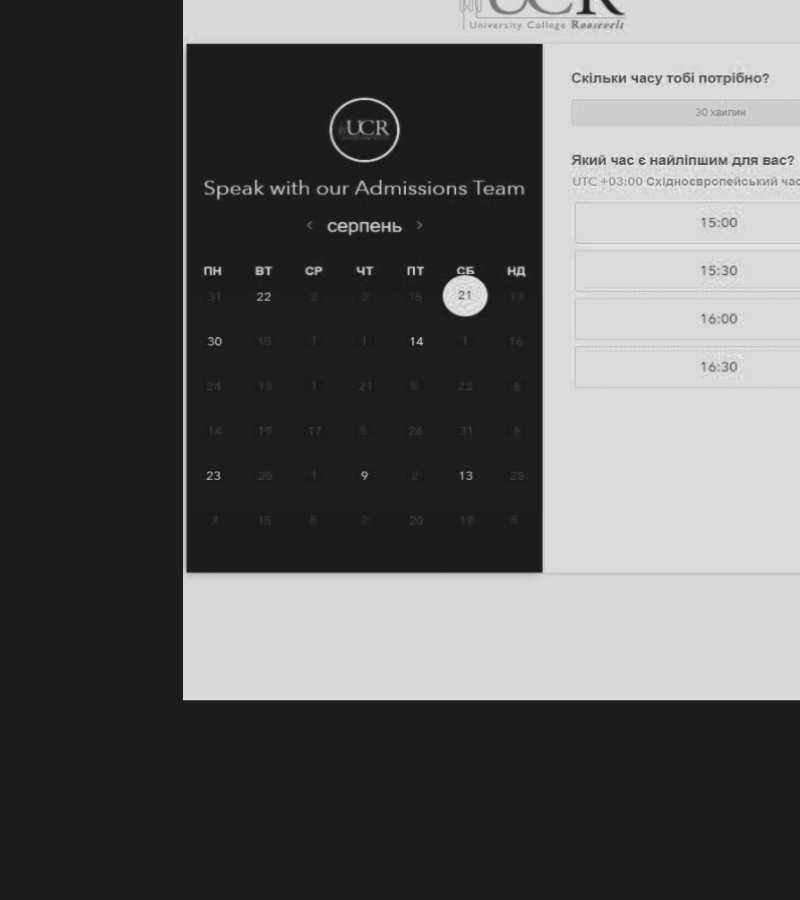 UCR
University College Roosevelt
UCR
Speak with our Admissions Team
< серпень >
ПН ВТ СР ЧТ ПТ СБ НД
31 22 2 2 15 21 13
30 15 1 1 14 1 16
24 13 1 21 5 22 6
14 19 17 5 26 31 6
23 26 1 9 2 13 28
7 15 5 2 28 19 5
Скільки часу тобі потрібно?
30 хвилин
Який час є найліпшим для вас?
UTC +03:00 Східноєвропейський час
15:00
15:30
16:00
16:30